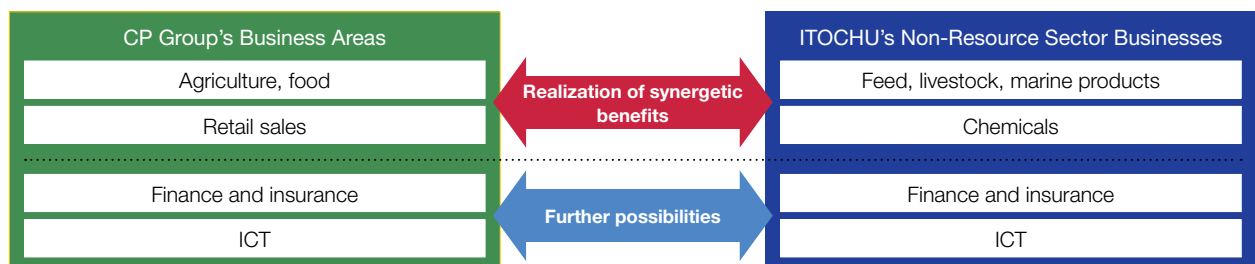 CP Group's Business Areas
Agriculture, food
Retail sales
Finance and insurance
ICT
Realization of synergetic
benefits
Further possibilities
ITOCHU's Non-Resource Sector Businesses
Feed, livestock, marine products
Chemicals
Finance and insurance
ICT